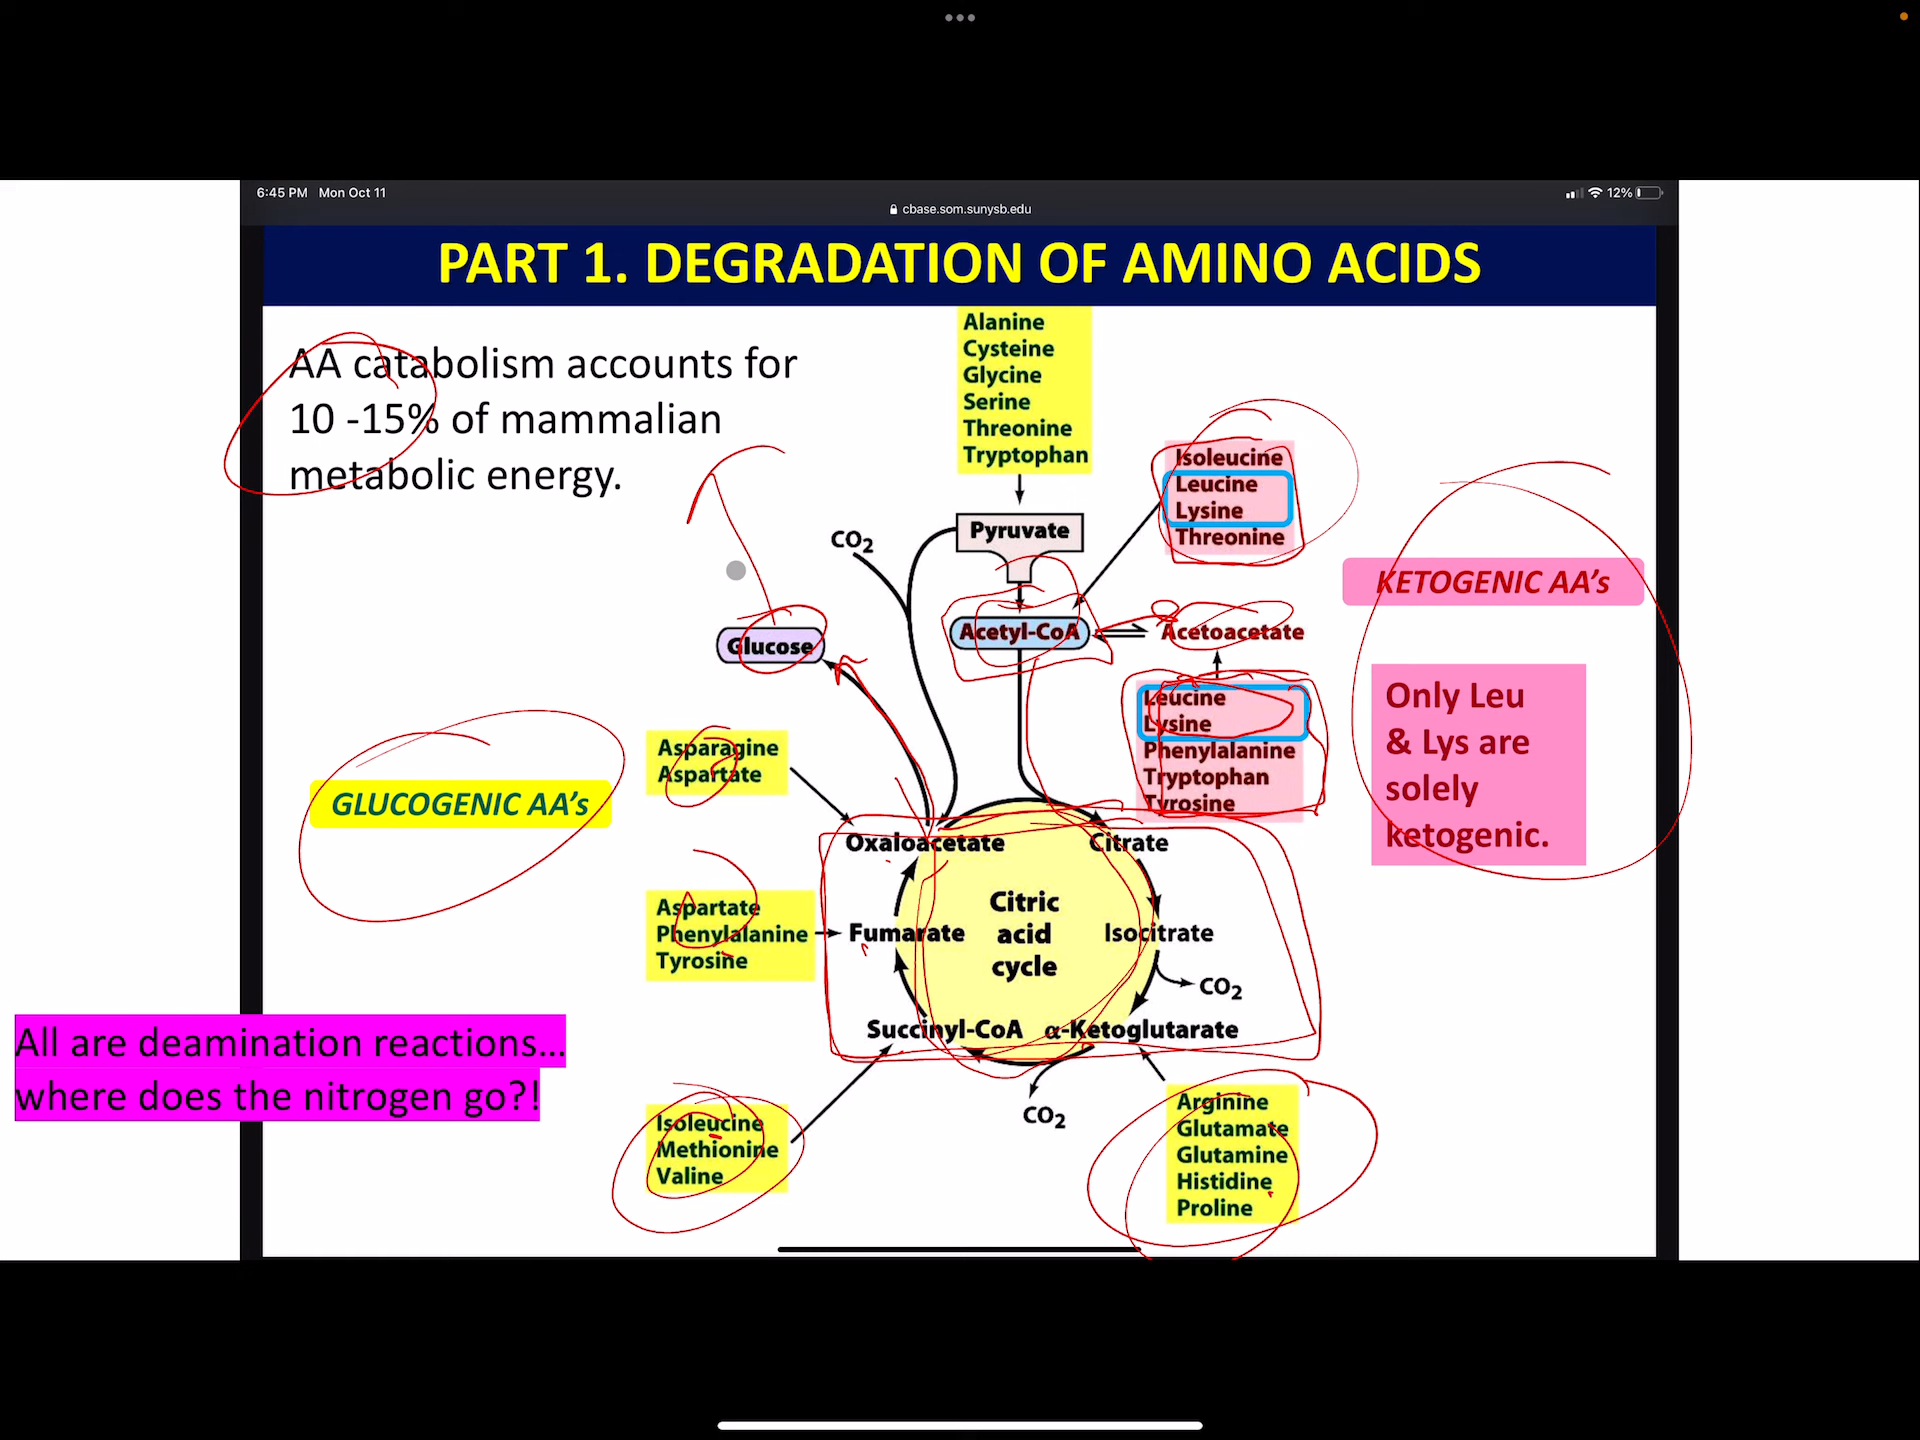 6:45 PM Mon Oct 11
12%
cbase.som.sunysb.edu
PART 1. DEGRADATION OF AMINO ACIDS
AA catabolism accounts for
10 -15% of mammalian
metabolic energy.
Alanine
Cysteine
Glycine
Serine
Threonine
Tryptophan
Isoleucine
Leucine
Lysine
Threonine
Pyruvate
CO2
KETOGENIC AA's
Acetyl-CoA
Acetoacetate
Glucose
Leucine
Lysine
Phenylalanine
Tryptophan
Tyrosine
Only Leu
& Lys are
solely
ketogenic.
Asparagine
Aspartate
GLUCOGENIC AA's
Oxaloacetate
Citrate
Aspartate
Phenylalanine
Tyrosine
Fumarate
Citric
acid
cycle
Isocitrate
CO2
Succinyl-CoA
α-Ketoglutarate
All are deamination reactions...
where does the nitrogen go?!
CO2
Isoleucine
Methionine
Valine
Arginine
Glutamate
Glutamine
Histidine
Proline